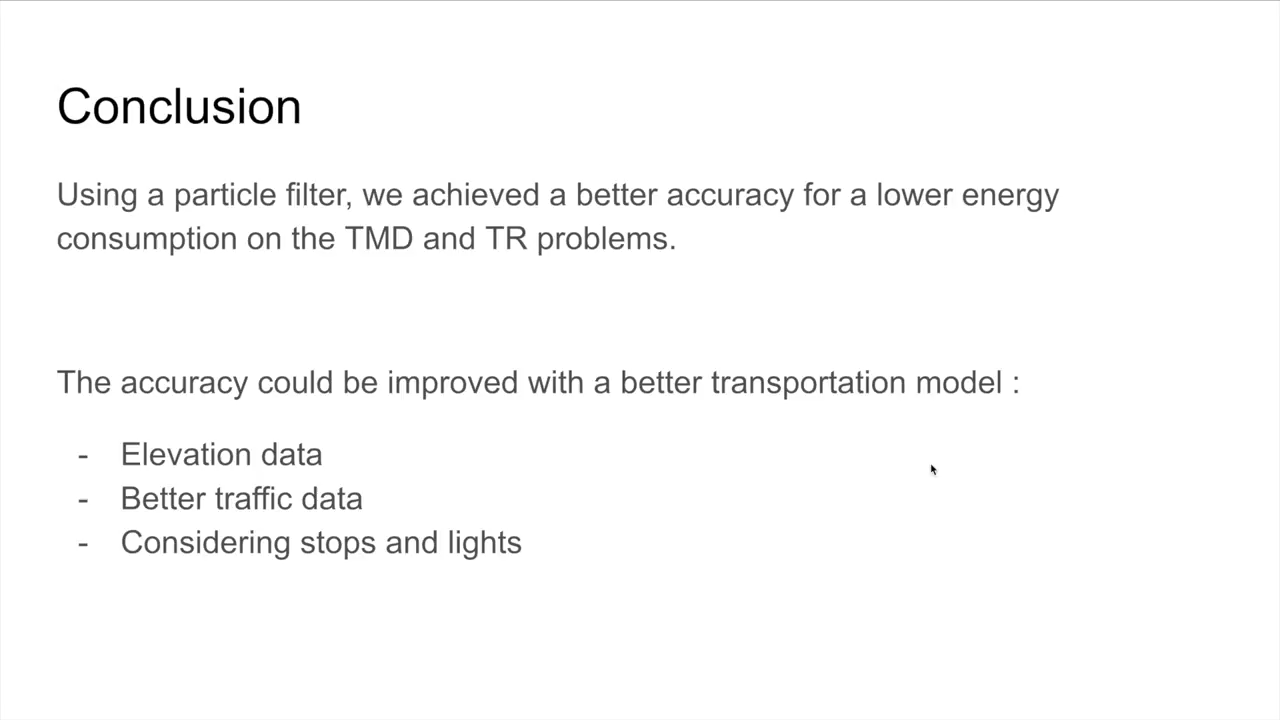 Conclusion
Using a particle filter, we achieved a better accuracy for a lower energy
consumption on the TMD and TR problems.
The accuracy could be improved with a better transportation model :
- Elevation data
- Better traffic data
- Considering stops and lights